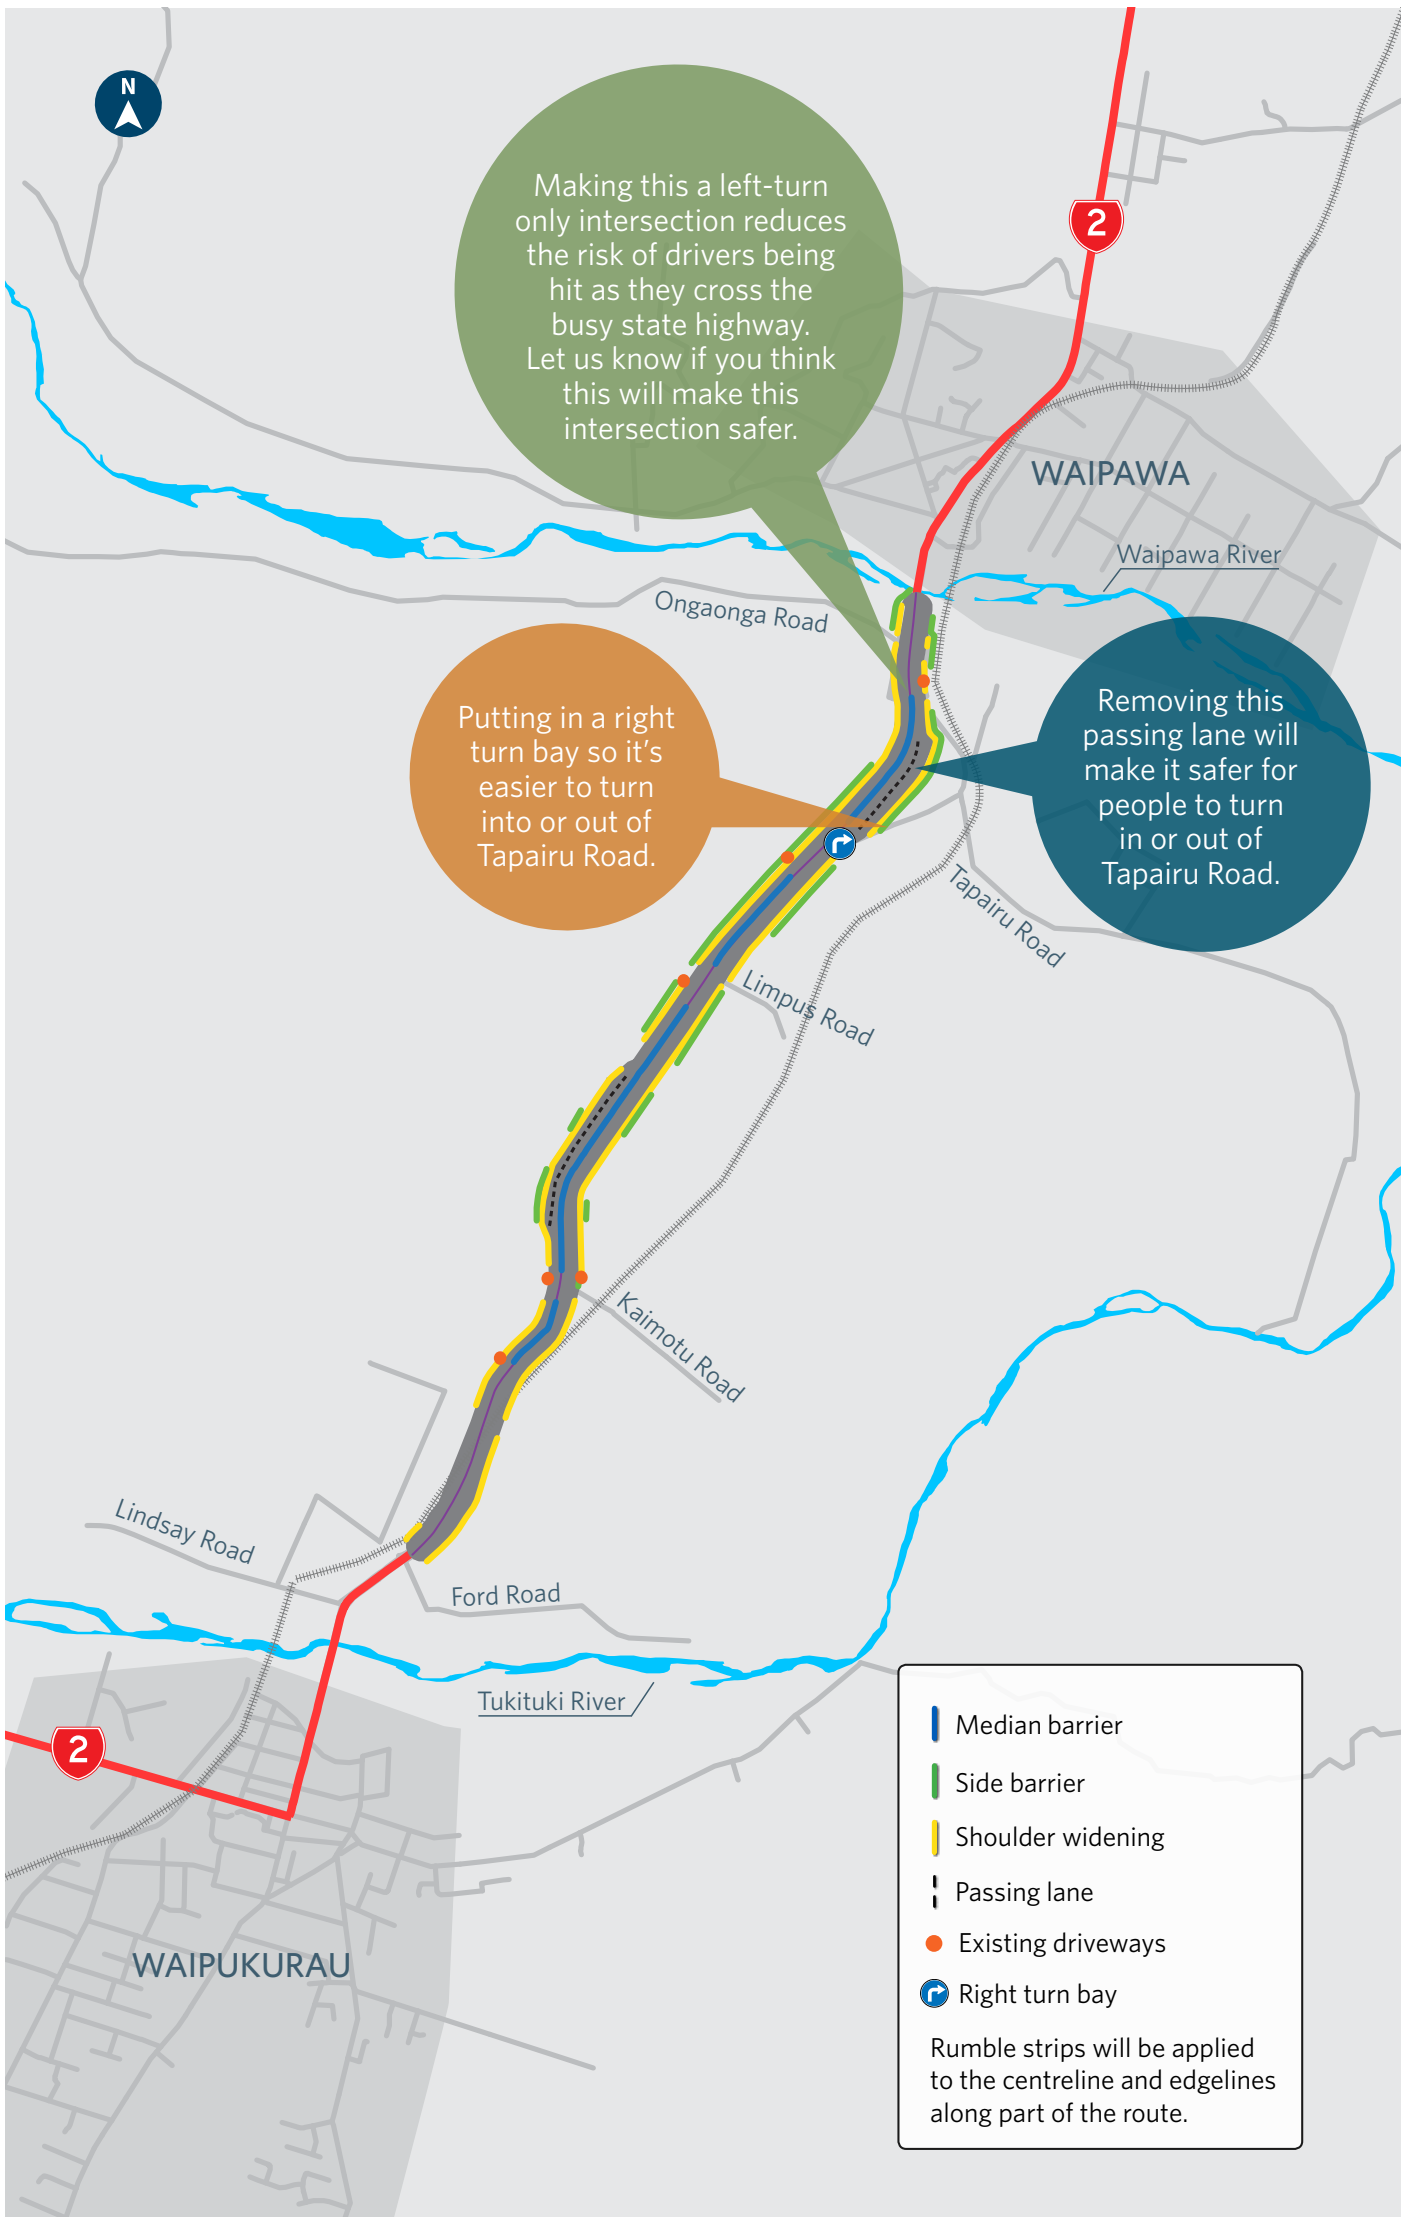 N
Making this a left-turn
only intersection reduces
the risk of drivers being
hit as they cross the
busy state highway.
Let us know if you think
this will make this
intersection safer.
2
WAIPAWA
Waipawa River
Ongaonga Road
Putting in a right
turn bay so it's
easier to turn
into or out of
Tapairu Road.
Removing this
passing lane will
make it safer for
people to turn
in or out of
Tapairu Road.
Tapairu Road
Limpus Road
Kaimotu Road
Lindsay Road
Ford Road
Tukituki River
2
WAIPUKURAU
Median barrier
Side barrier
Shoulder widening
Passing lane
Existing driveways
Right turn bay
Rumble strips will be applied
to the centreline and edgelines
along part of the route.